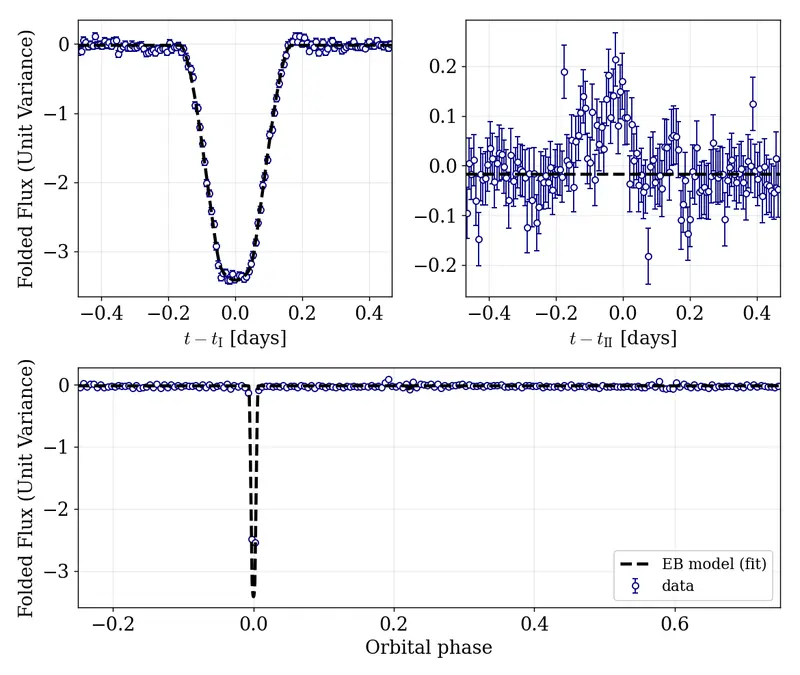 Folded Flux (Unit Variance)
0
−1
−2
−3
−0.4 −0.2 0.0 0.2 0.4
t − t_I [days]
0.2
0.1
0.0
−0.1
−0.2
−0.4 −0.2 0.0 0.2 0.4
t − t_II [days]
Folded Flux (Unit Variance)
0
−1
−2
−3
−0.2 0.0 0.2 0.4 0.6
Orbital phase
EB model (fit)
data